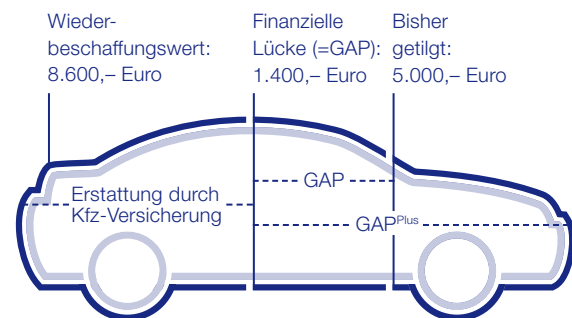 Wieder-
beschaffungswert:
8.600,– Euro
Finanzielle
Lücke (=GAP):
1.400,– Euro
Bisher
getilgt:
5.000,– Euro
GAP
Erstattung durch
Kfz-Versicherung
GAPPlus